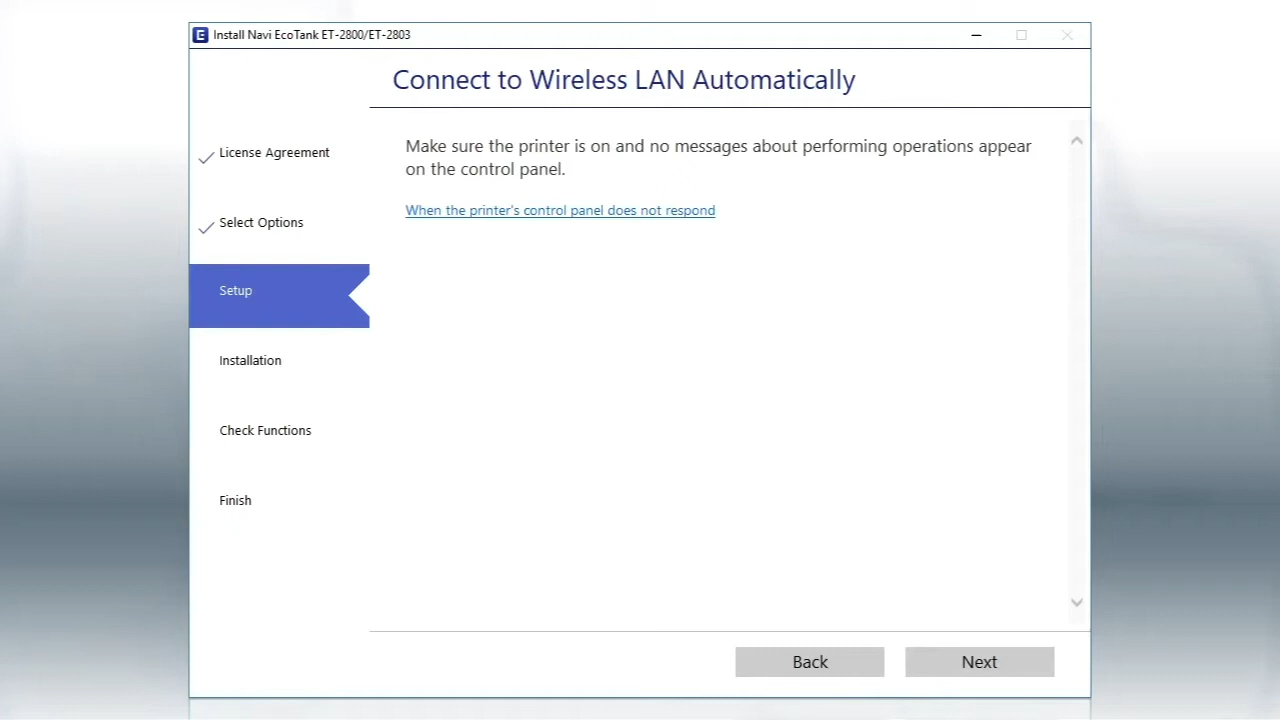 E Install Navi EcoTank ET-2800/ET-2803
Connect to Wireless LAN Automatically
License Agreement
Select Options
Setup
Installation
Check Functions
Finish
Make sure the printer is on and no messages about performing operations appear
on the control panel.
When the printer's control panel does not respond
Back Next